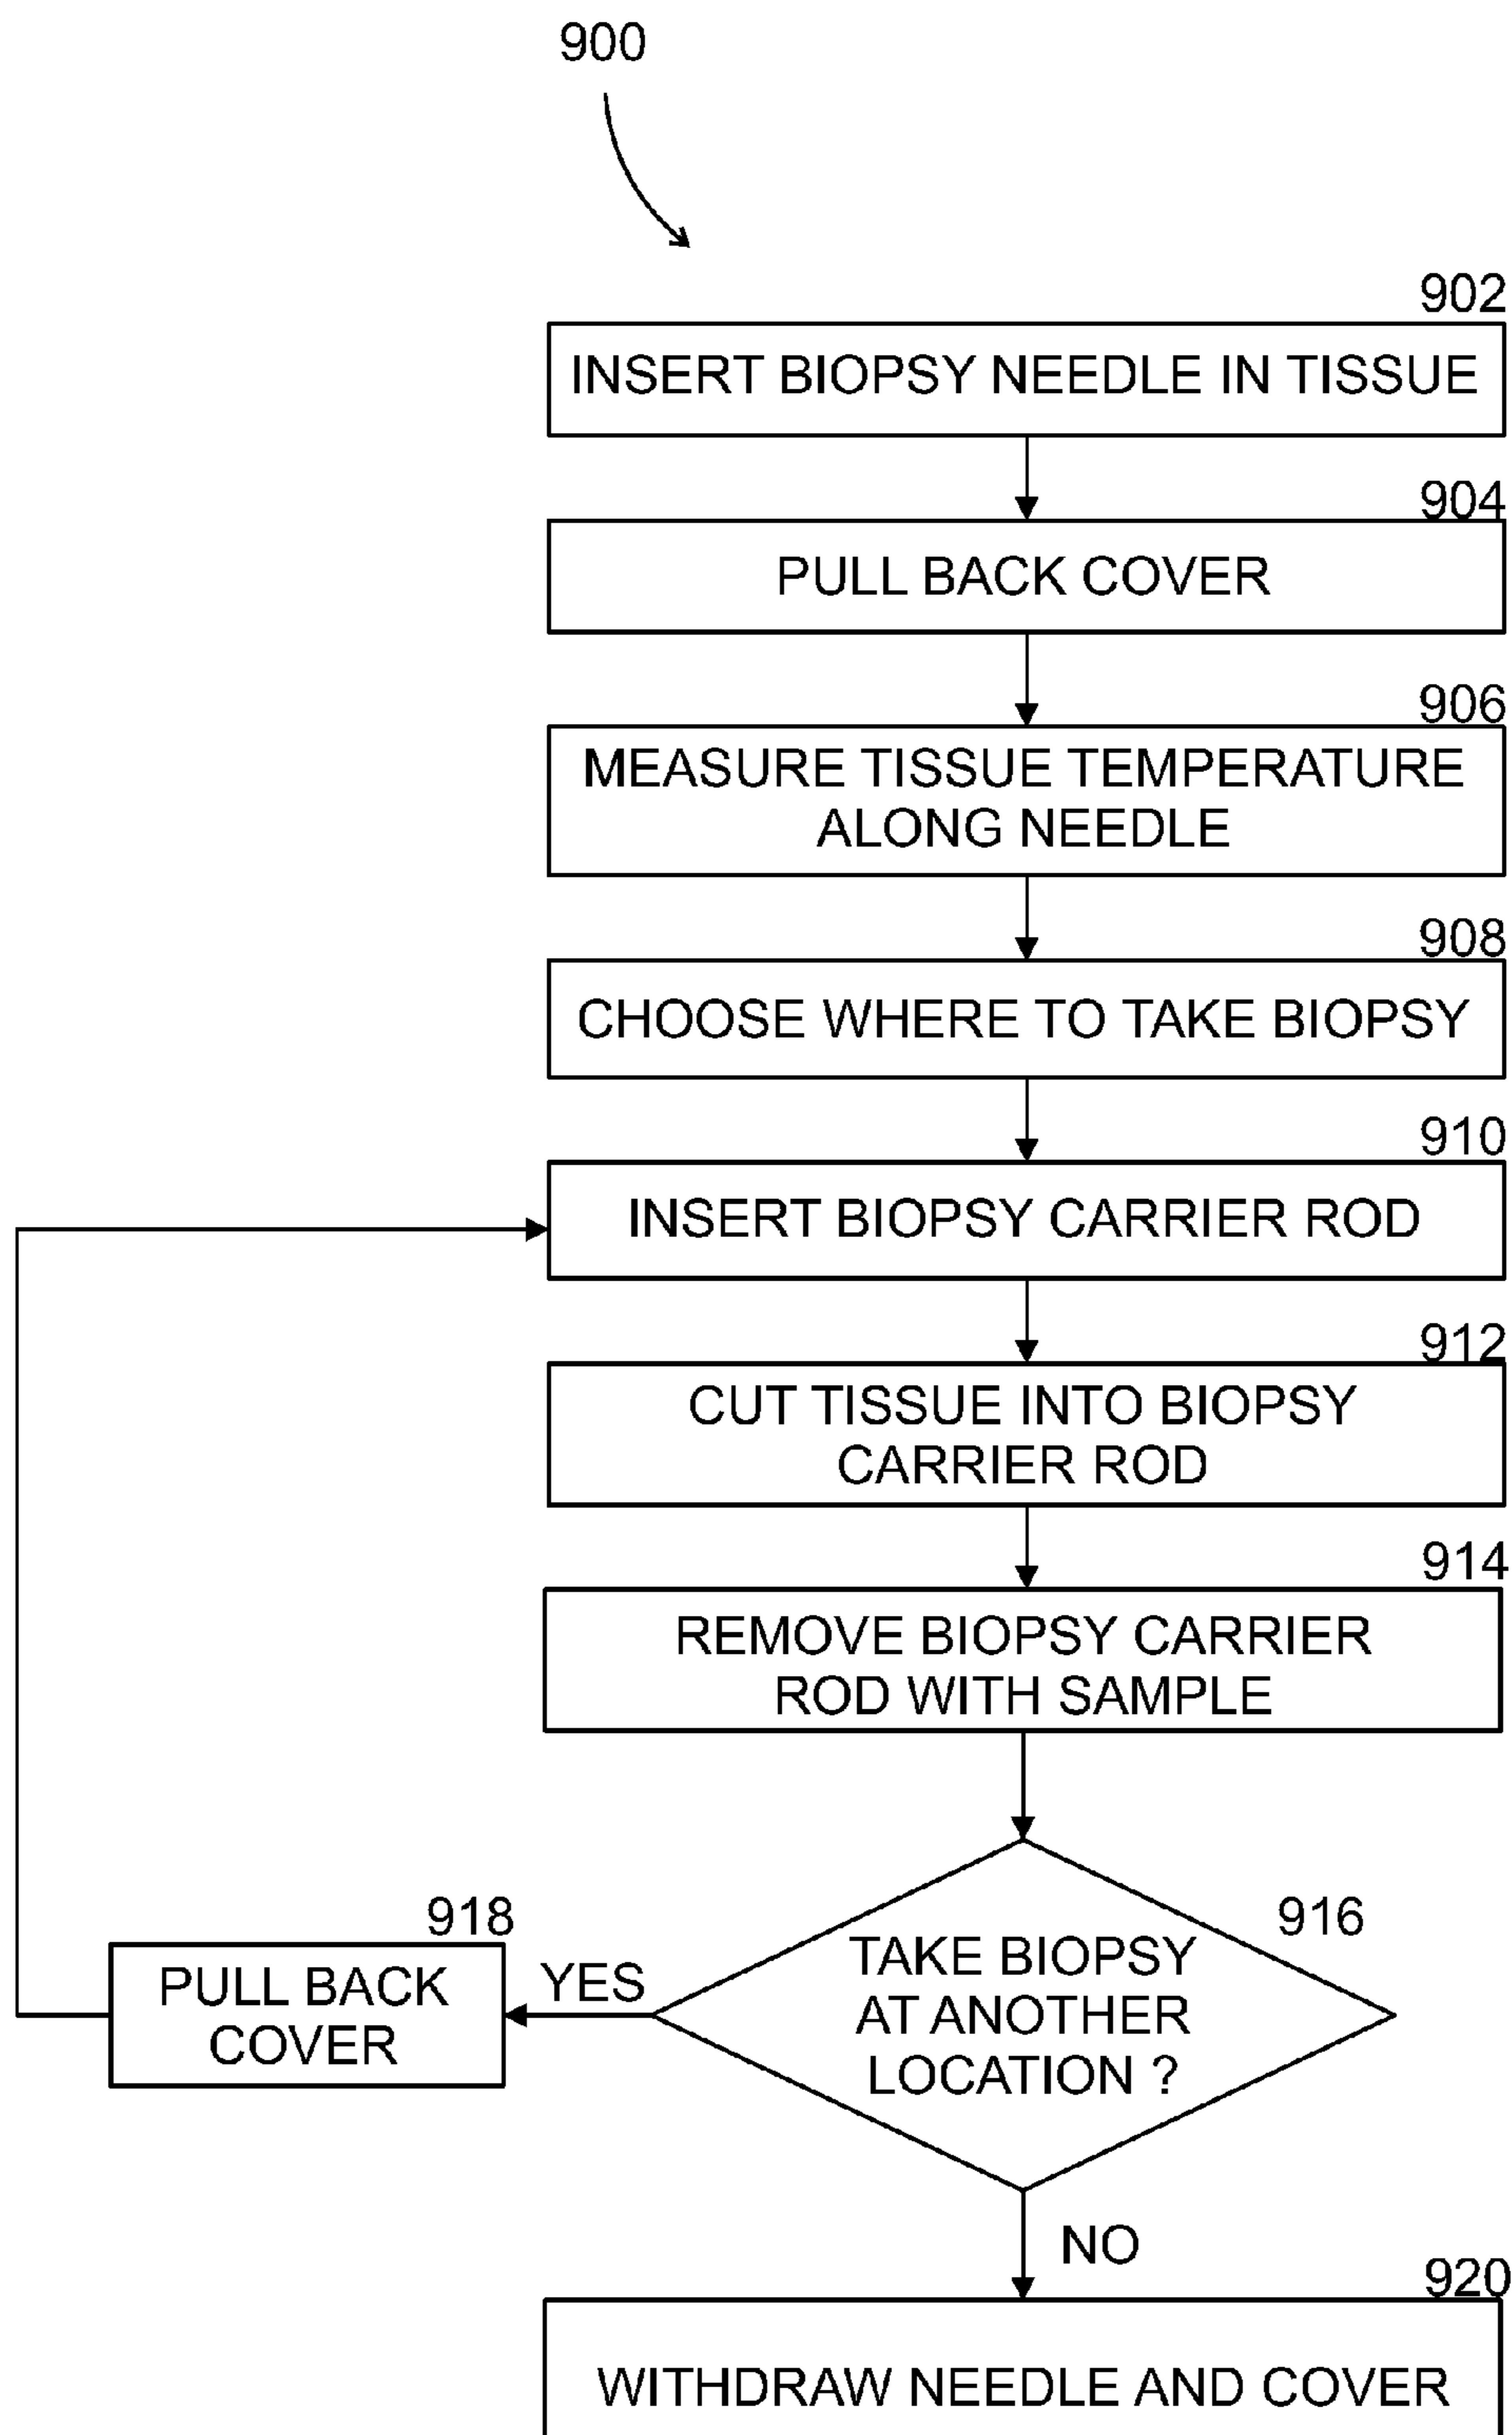 900
902
INSERT BIOPSY NEEDLE IN TISSUE
904
PULL BACK COVER
906
MEASURE TISSUE TEMPERATURE
ALONG NEEDLE
908
CHOOSE WHERE TO TAKE BIOPSY
910
INSERT BIOPSY CARRIER ROD
912
CUT TISSUE INTO BIOPSY
CARRIER ROD
914
REMOVE BIOPSY CARRIER
ROD WITH SAMPLE
916
TAKE BIOPSY
AT ANOTHER
LOCATION ?
YES
918
PULL BACK
COVER
NO
920
WITHDRAW NEEDLE AND COVER